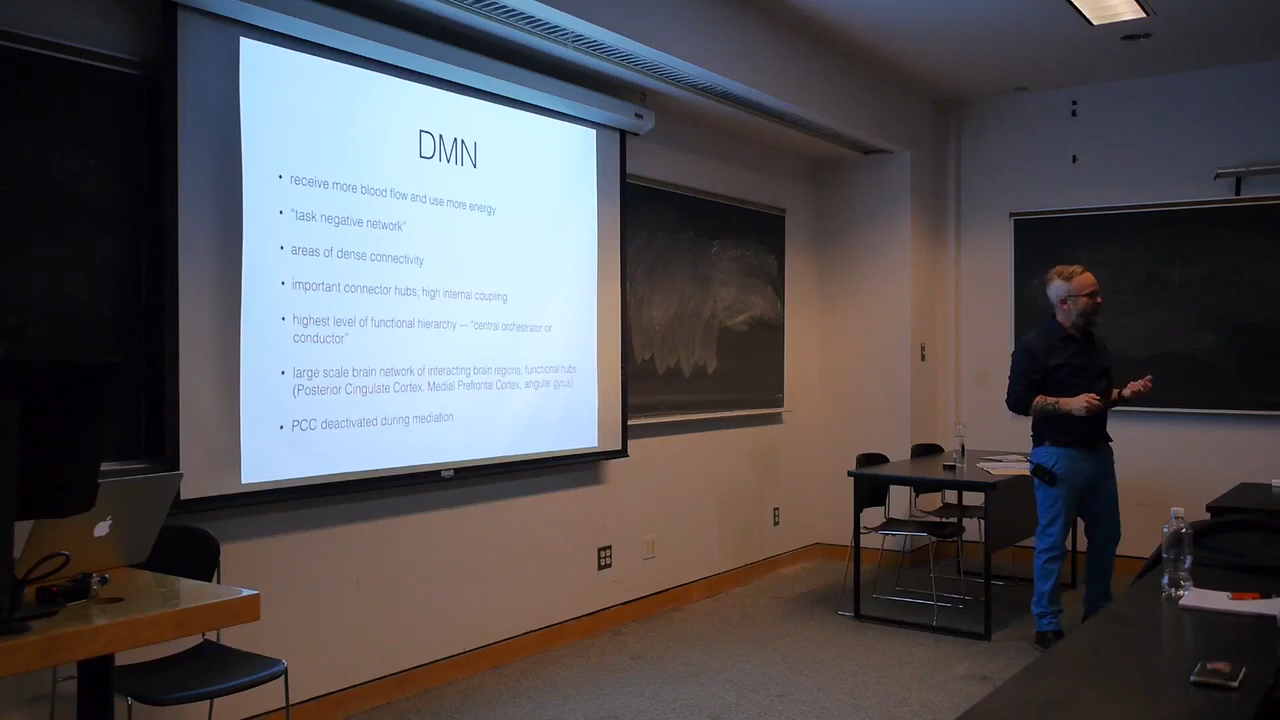 DMN
• receive more blood flow and use more energy
• "task negative network"
• areas of dense connectivity
• important connector hubs; high internal coupling
• highest level of functional hierarchy — "central orchestrator or
conductor"
• large scale brain network of interacting brain regions; functional hubs
(Posterior Cingulate Cortex. Medial Prefrontal Cortex, angular gyrus)
• PCC deactivated during mediation